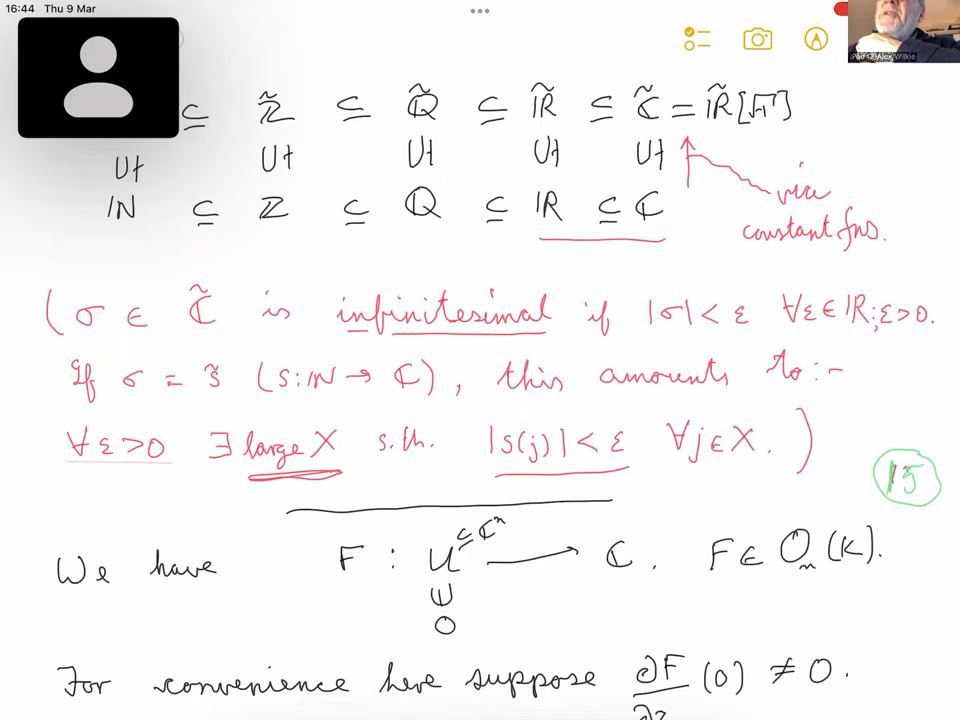 16:44 Thu 9 Mar
⊆ ℤ̃ ⊆ ℚ̃ ⊆ ℝ̃ ⊆ ℂ̃ = ℝ̃[√-1]
∪∤ ∪∤ ∪∤ ∪∤ ∪∤
ℕ ⊆ ℤ ⊆ ℚ ⊆ ℝ ⊆ ℂ
via
constant fns.
( σ ∈ ℂ̃ is infinitesimal if |σ| < ε ∀ε∈ℝ; ε>0.
If σ = s̃ (s:ℕ → ℂ), this amounts to:-
∀ε>0 ∃ large X s.th. |s(j)| < ε ∀j∈X. )
15
We have F : U ⊆ ℂⁿ → ℂ. F ∈ Oₙ(K).
0
For convenience here suppose ∂F/∂z (0) ≠ 0.